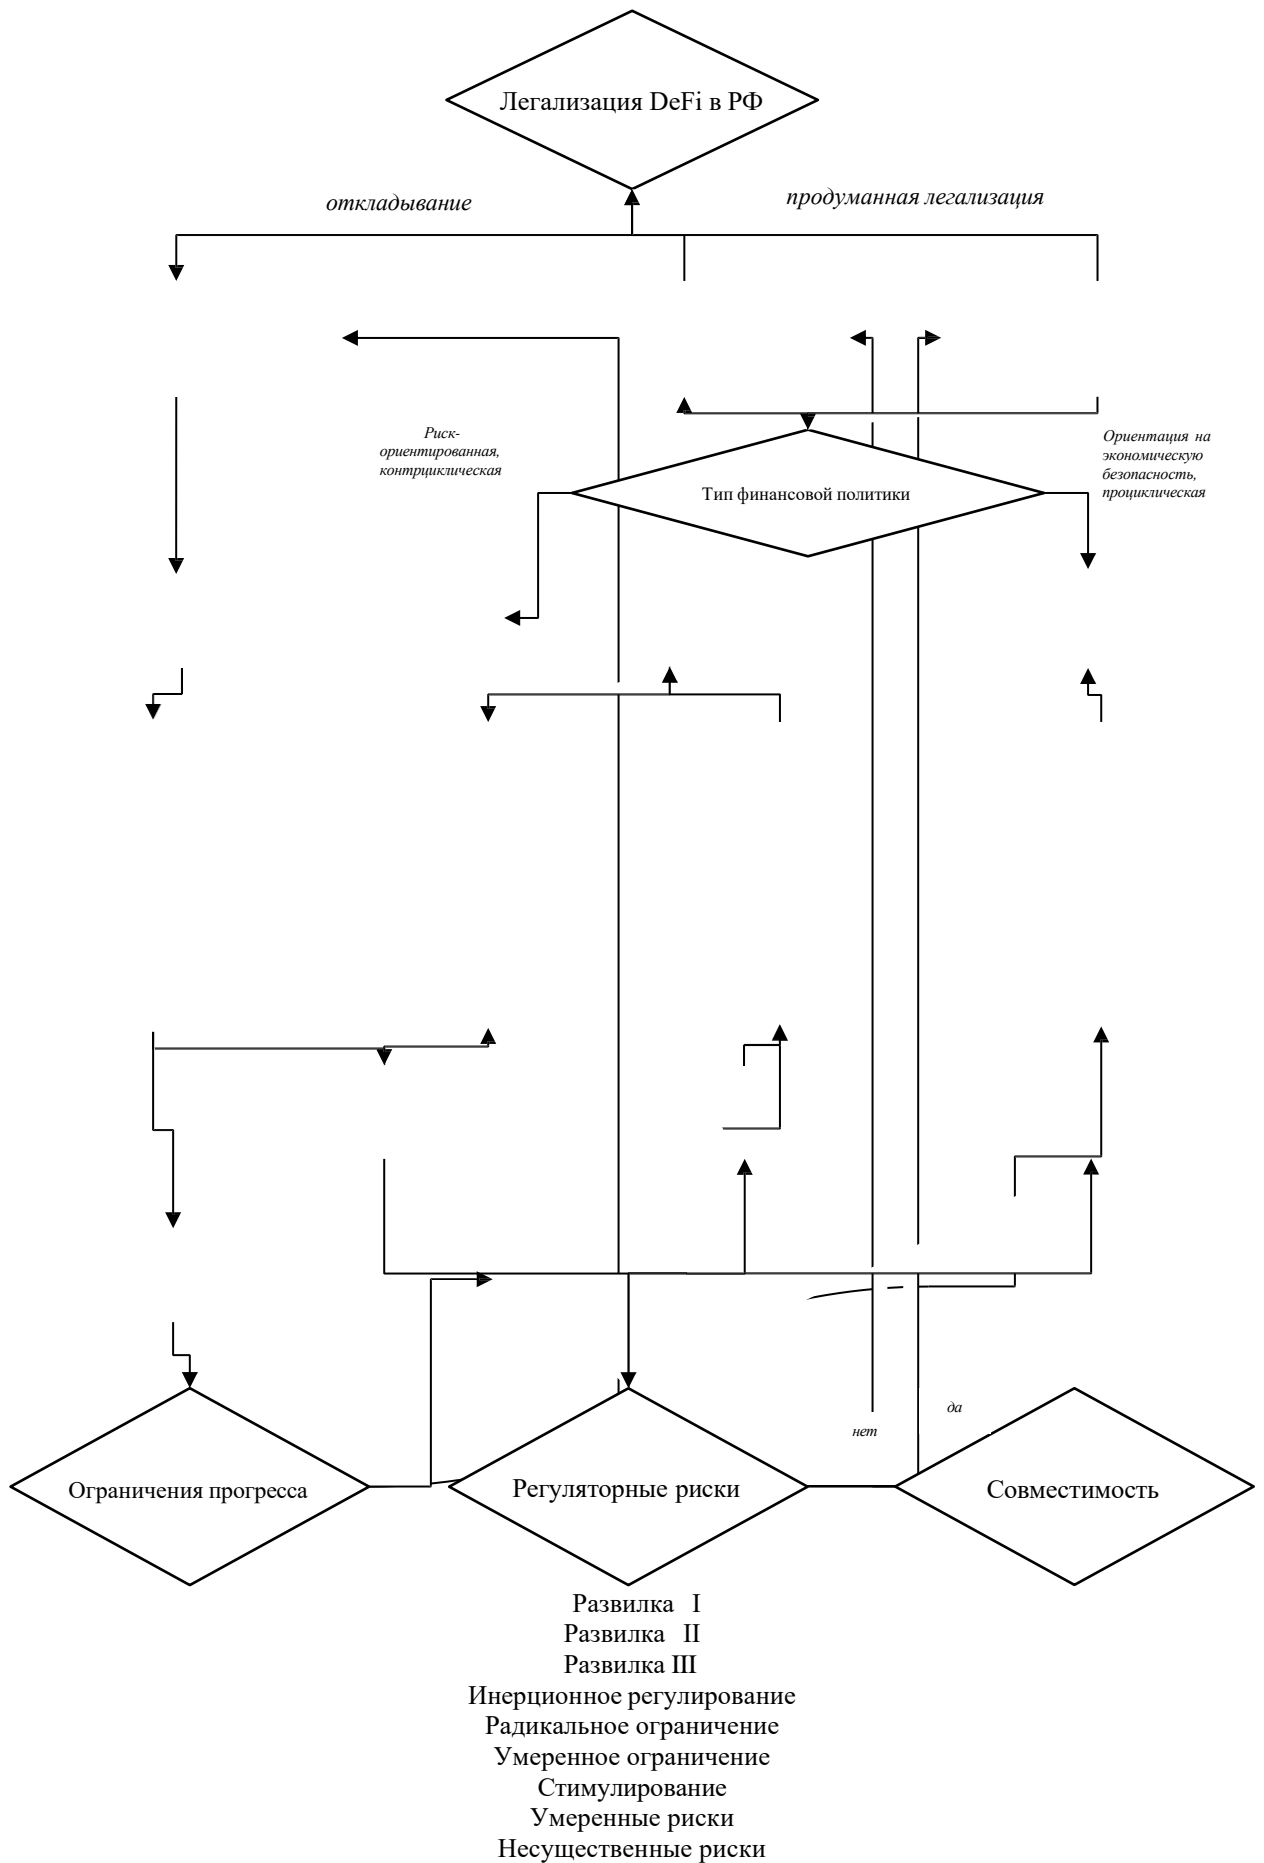 Легализация DeFi в РФ
откладывание
продуманная легализация
Риск-
ориентированная,
контрциклическая
Ориентация на
экономическую
безопасность,
проциклическая
Тип финансовой политики
да
нет
Ограничения прогресса
Регуляторные риски
Совместимость
Развилка I
Развилка II
Развилка III
Инерционное регулирование
Радикальное ограничение
Умеренное ограничение
Стимулирование
Умеренные риски
Несущественные риски